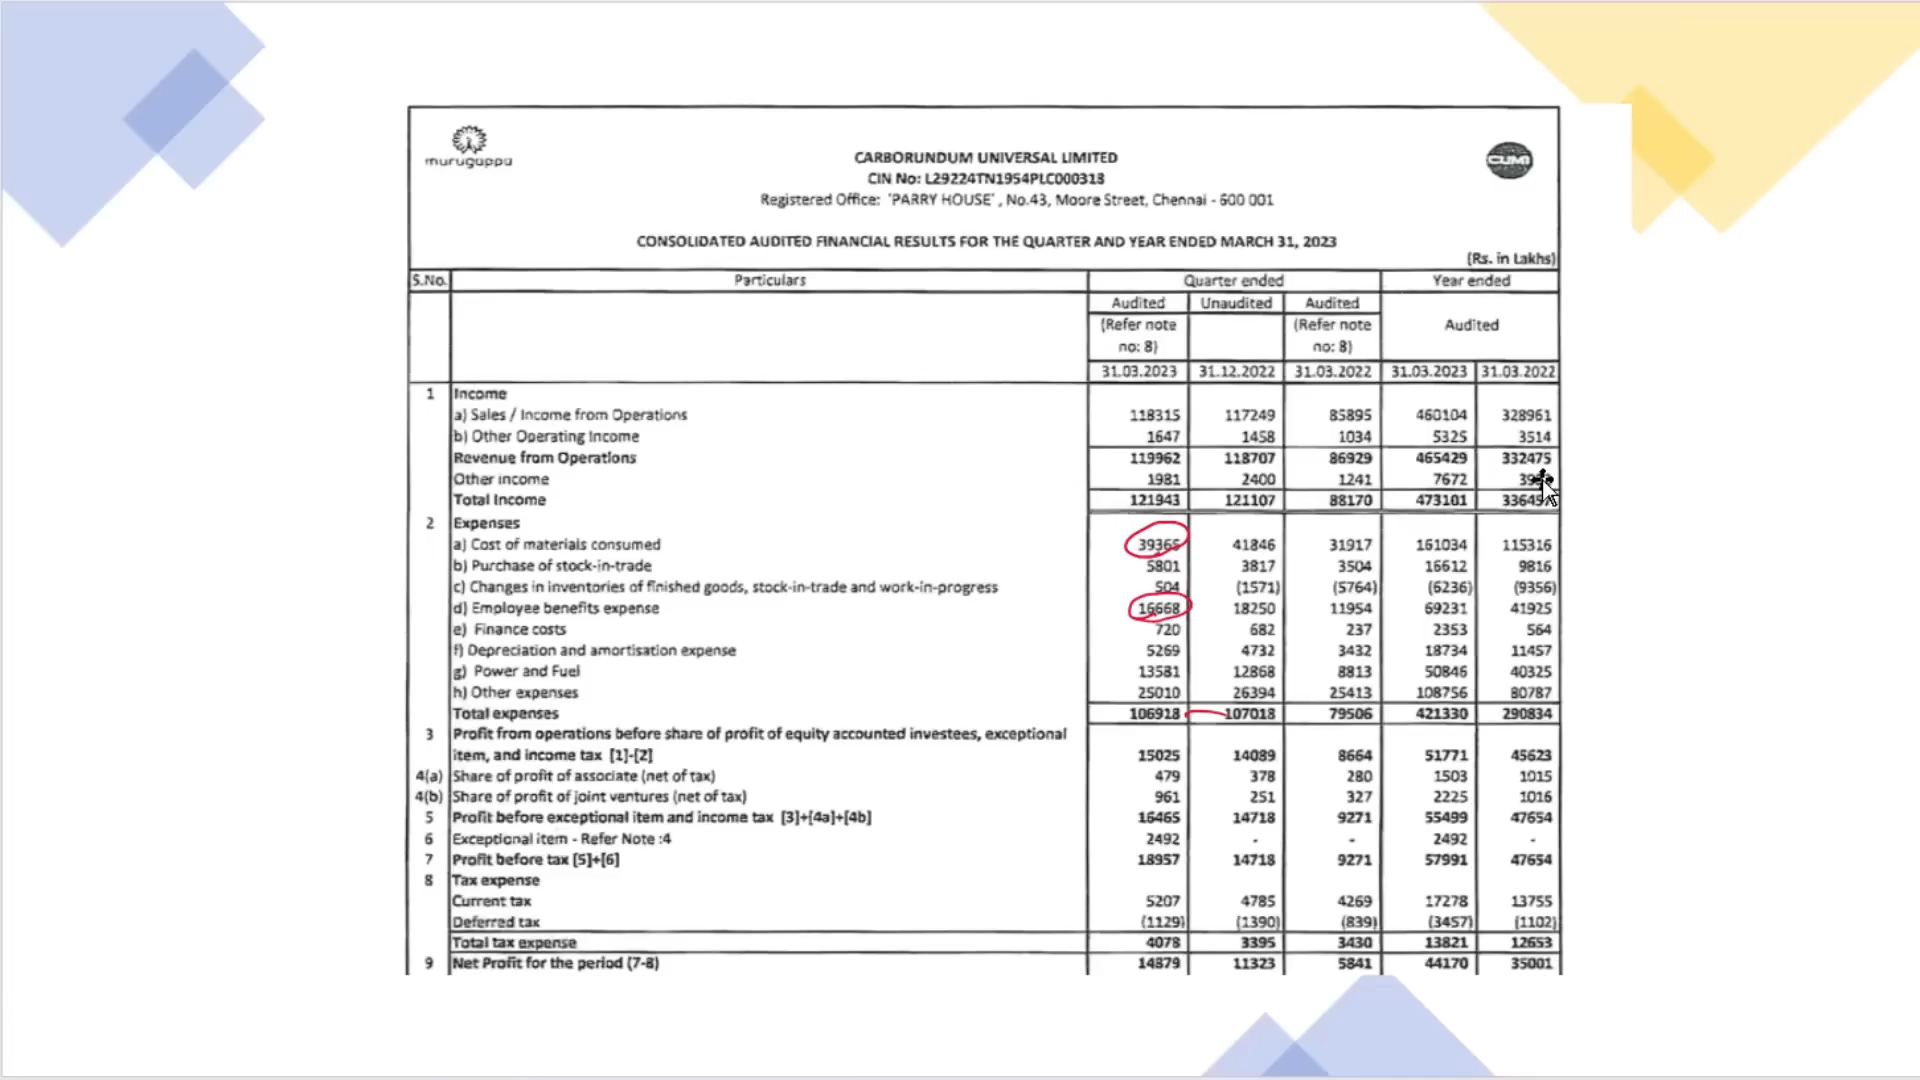 muruguppa
CUMI
CARBORUNDUM UNIVERSAL LIMITED
CIN No: L29224TN1954PLC000318
Registered Office: 'PARRY HOUSE' , No.43, Moore Street, Chennai - 600 001
CONSOLIDATED AUDITED FINANCIAL RESULTS FOR THE QUARTER AND YEAR ENDED MARCH 31, 2023
(Rs. in Lakhs)
S.No. Particulars Quarter ended Year ended
Audited Unaudited Audited Audited
(Refer note no: 8) (Refer note no: 8)
31.03.2023 31.12.2022 31.03.2022 31.03.2023 31.03.2022
1 Income
a) Sales / Income from Operations 118315 117249 85895 460104 328961
b) Other Operating Income 1647 1458 1034 5325 3514
Revenue from Operations 119962 118707 86929 465429 332475
Other income 1981 2400 1241 7672
Total Income 121943 121107 88170 473101
2 Expenses
a) Cost of materials consumed 39365 41846 31917 161034 115316
b) Purchase of stock-in-trade 5801 3817 3504 16612 9816
c) Changes in inventories of finished goods, stock-in-trade and work-in-progress 504 (1571) (5764) (6236) (9356)
d) Employee benefits expense 16668 18250 11954 69231 41925
e) Finance costs 720 682 237 2353 564
f) Depreciation and amortisation expense 5269 4732 3432 18734 11457
g) Power and Fuel 13581 12868 8813 50846 40325
h) Other expenses 25010 26394 25413 108756 80787
Total expenses 106918 107018 79506 421330 290834
3 Profit from operations before share of profit of equity accounted investees, exceptional
item, and income tax [1]-[2] 15025 14089 8664 51771 45623
4(a) Share of profit of associate (net of tax) 479 378 280 1503 1015
4(b) Share of profit of joint ventures (net of tax) 961 251 327 2225 1016
5 Profit before exceptional item and income tax [3]+[4a]+[4b] 16465 14718 9271 55499 47654
6 Exceptional item - Refer Note :4 2492 - - 2492 -
7 Profit before tax [5]+[6] 18957 14718 9271 57991 47654
8 Tax expense
Current tax 5207 4785 4269 17278 13755
Deferred tax (1129) (1390) (839) (3457) (1102)
Total tax expense 4078 3395 3430 13821 12653
9 Net Profit for the period (7-8) 14879 11323 5841 44170 35001